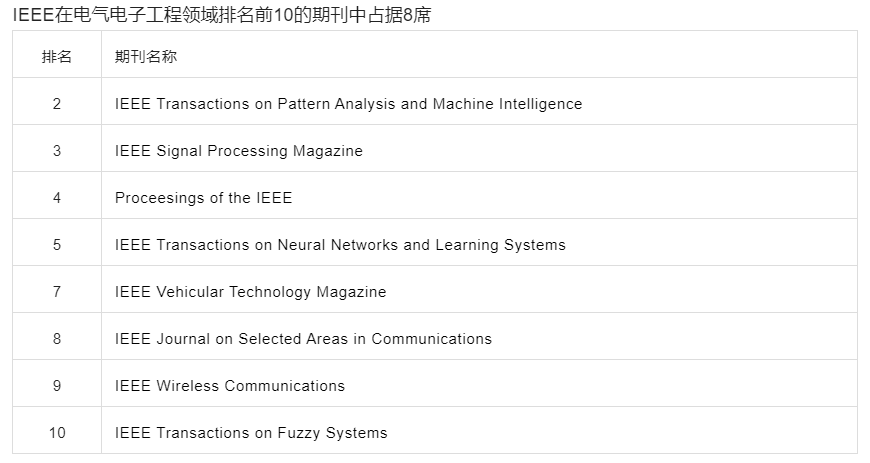 IEEE在电气电子工程领域排名前10的期刊中占据8席
排名 期刊名称
2 IEEE Transactions on Pattern Analysis and Machine Intelligence
3 IEEE Signal Processing Magazine
4 Proceesings of the IEEE
5 IEEE Transactions on Neural Networks and Learning Systems
7 IEEE Vehicular Technology Magazine
8 IEEE Journal on Selected Areas in Communications
9 IEEE Wireless Communications
10 IEEE Transactions on Fuzzy Systems